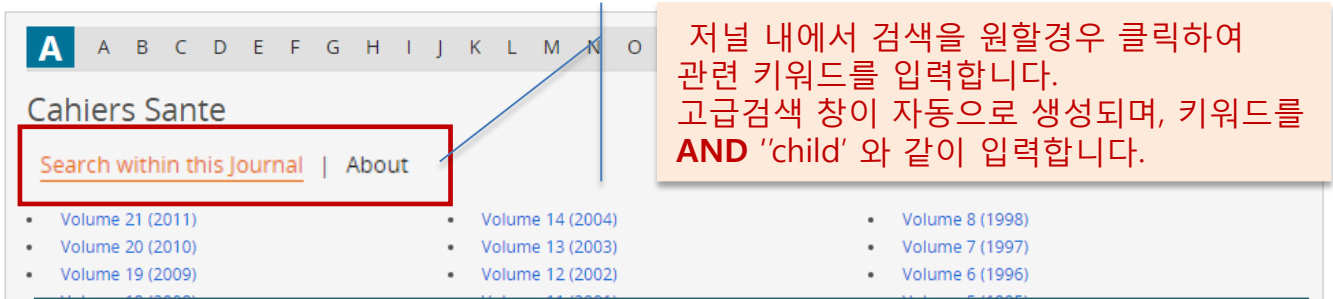 A A B C D E F G H I J K L M N O
저널 내에서 검색을 원할경우 클릭하여
관련 키워드를 입력합니다.
고급검색 창이 자동으로 생성되며, 키워드를
AND ‘’child’ 와 같이 입력합니다.
Cahiers Sante
Search within this Journal | About
• Volume 21 (2011)
• Volume 20 (2010)
• Volume 19 (2009)
• Volume 14 (2004)
• Volume 13 (2003)
• Volume 12 (2002)
• Volume 8 (1998)
• Volume 7 (1997)
• Volume 6 (1996)